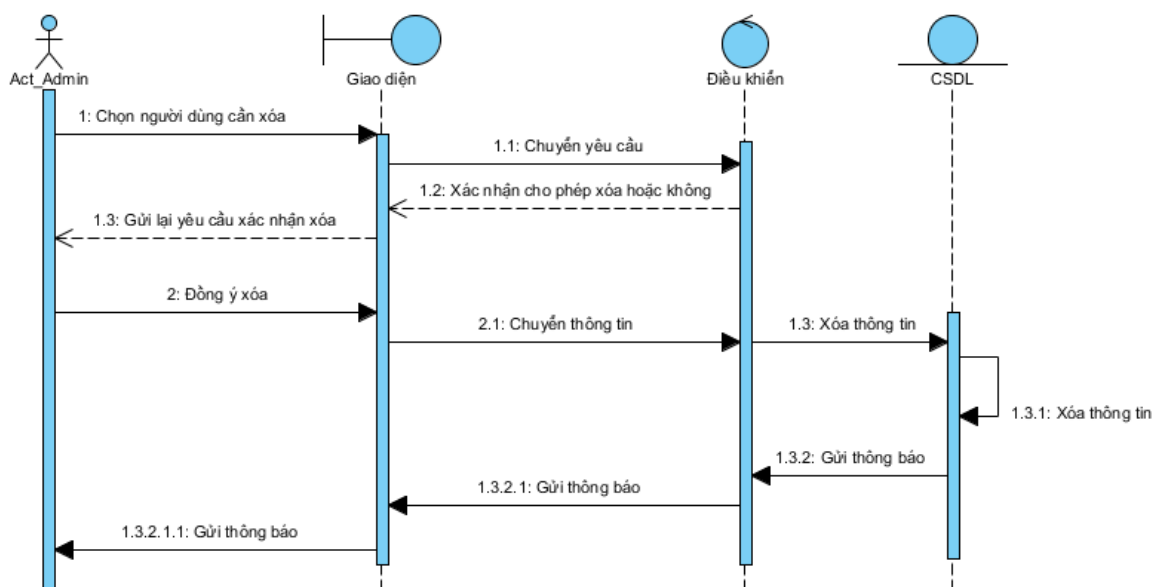 Act_Admin
Giao diện
Điều khiển
CSDL
1: Chọn người dùng cần xóa
1.1: Chuyển yêu cầu
1.2: Xác nhận cho phép xóa hoặc không
1.3: Gửi lại yêu cầu xác nhận xóa
2: Đồng ý xóa
2.1: Chuyển thông tin
1.3: Xóa thông tin
1.3.1: Xóa thông tin
1.3.2: Gửi thông báo
1.3.2.1: Gửi thông báo
1.3.2.1.1: Gửi thông báo